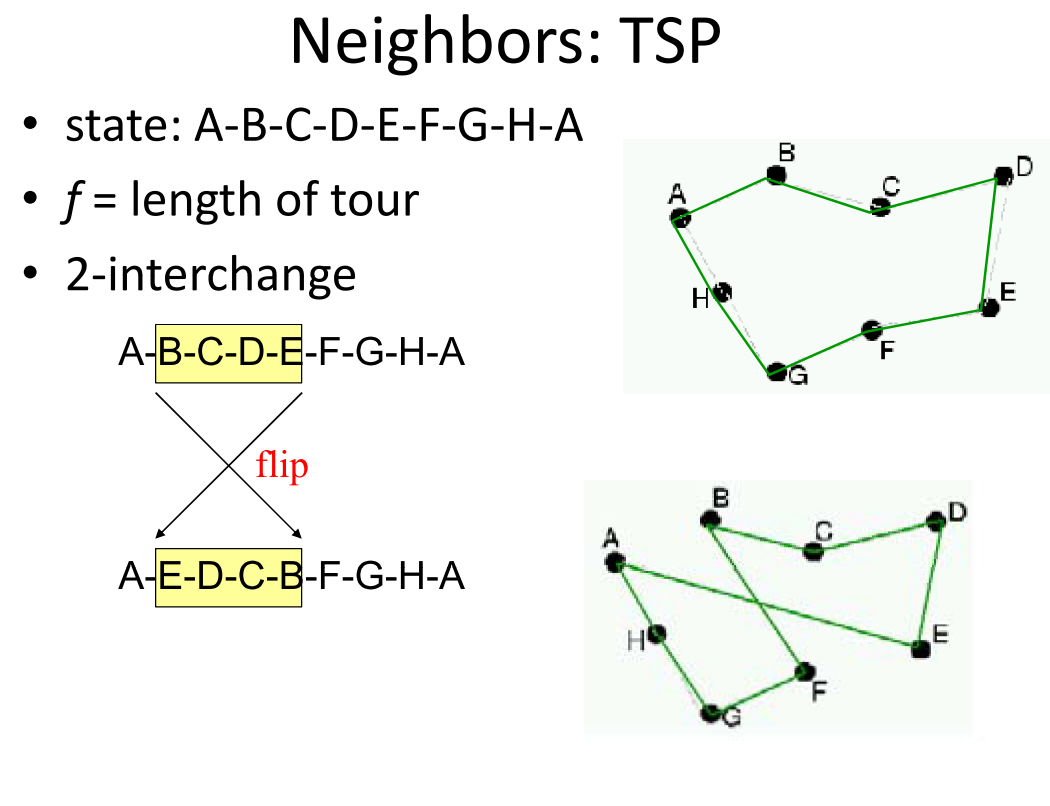 Neighbors: TSP
• state: A-B-C-D-E-F-G-H-A
• f = length of tour
• 2-interchange
A-B-C-D-E-F-G-H-A
flip
A-E-D-C-B-F-G-H-A
B
D
A
C
H
E
F
G
B
D
A
C
H
E
F
G